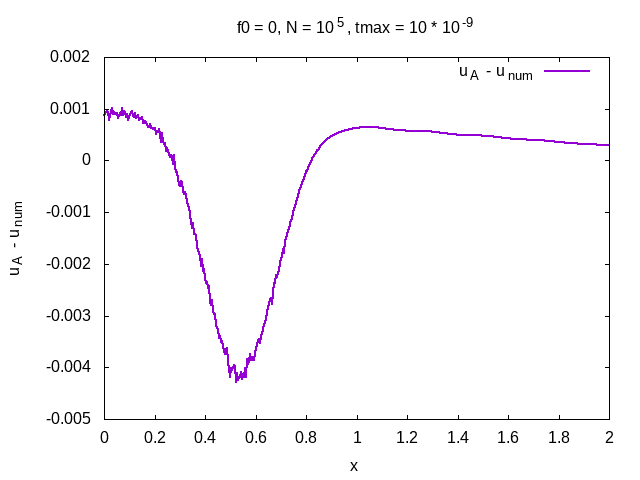 f0 = 0, N = 10^5, tmax = 10 * 10^-9
u_A - u_num
0.002
0.001
0
-0.001
-0.002
-0.003
-0.004
-0.005
u_A - u_num
0 0.2 0.4 0.6 0.8 1 1.2 1.4 1.6 1.8 2
x